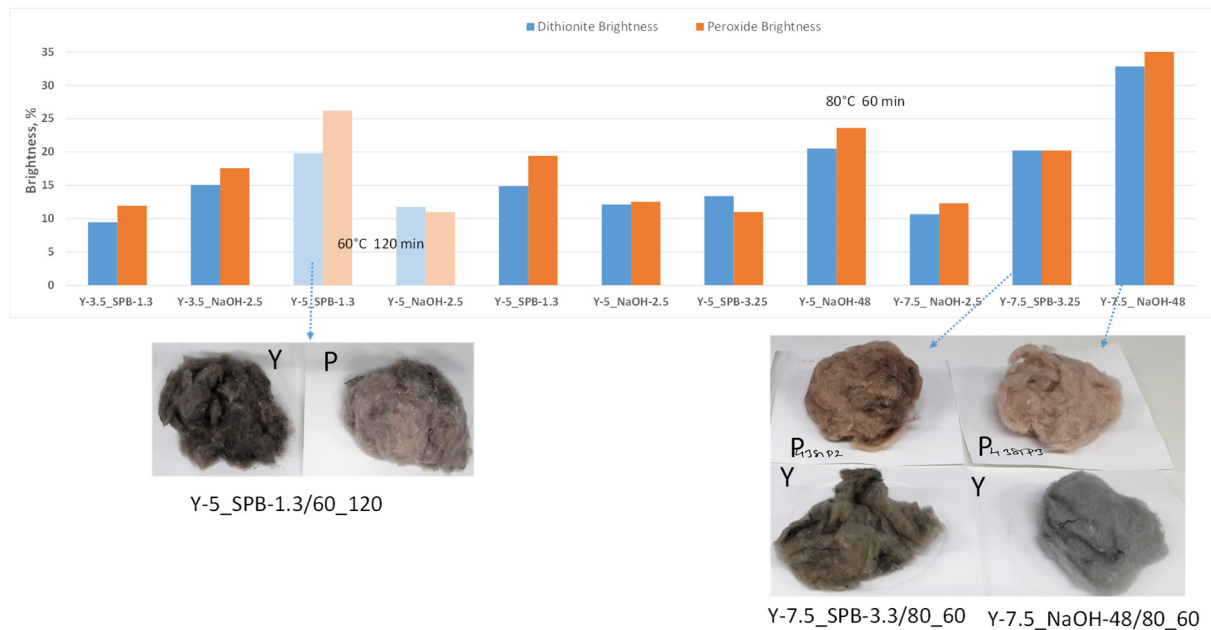 Dithionite Brightness
Peroxide Brightness
35
30
25
20
15
10
5
0
Brightness, %
80°C 60 min
60°C 120 min
Y-3.5_SPB-1.3
Y-3.5_NaOH-2.5
Y-5_SPB-1.3
Y-5_NaOH-2.5
Y-5_SPB-1.3
Y-5_NaOH-2.5
Y-5_SPB-3.25
Y-5_NaOH-48
Y-7.5_ NaOH-2.5
Y-7.5_SPB-3.25
Y-7.5_NaOH-48
Y
P
Y-5_SPB-1.3/60_120
P
P
Y
Y
Y-7.5_SPB-3.3/80_60
Y-7.5_NaOH-48/80_60